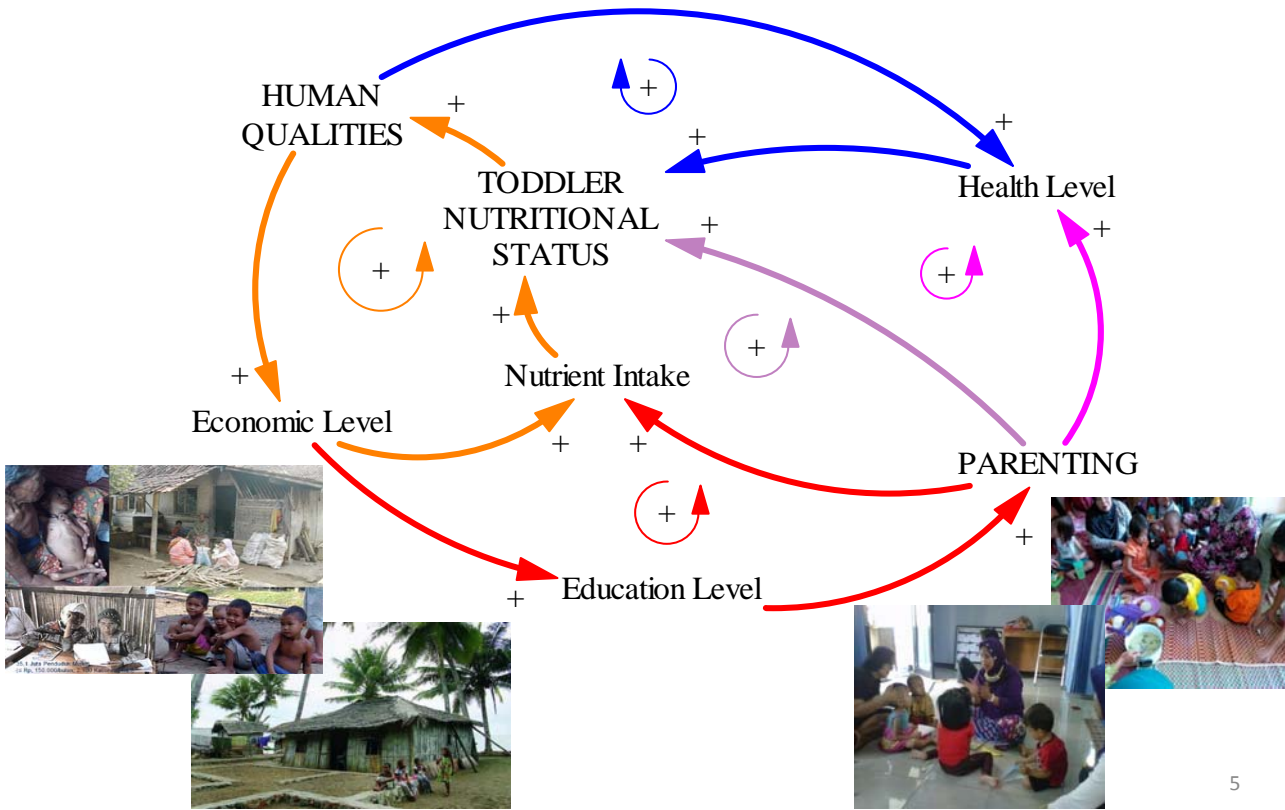 HUMAN
QUALITIES
+
+
+
+
TODDLER
NUTRITIONAL
STATUS
Health Level
+
+
+
+
+
+
+
Nutrient Intake
Economic Level
+
+
+
PARENTING
+
+
Education Level
+
5